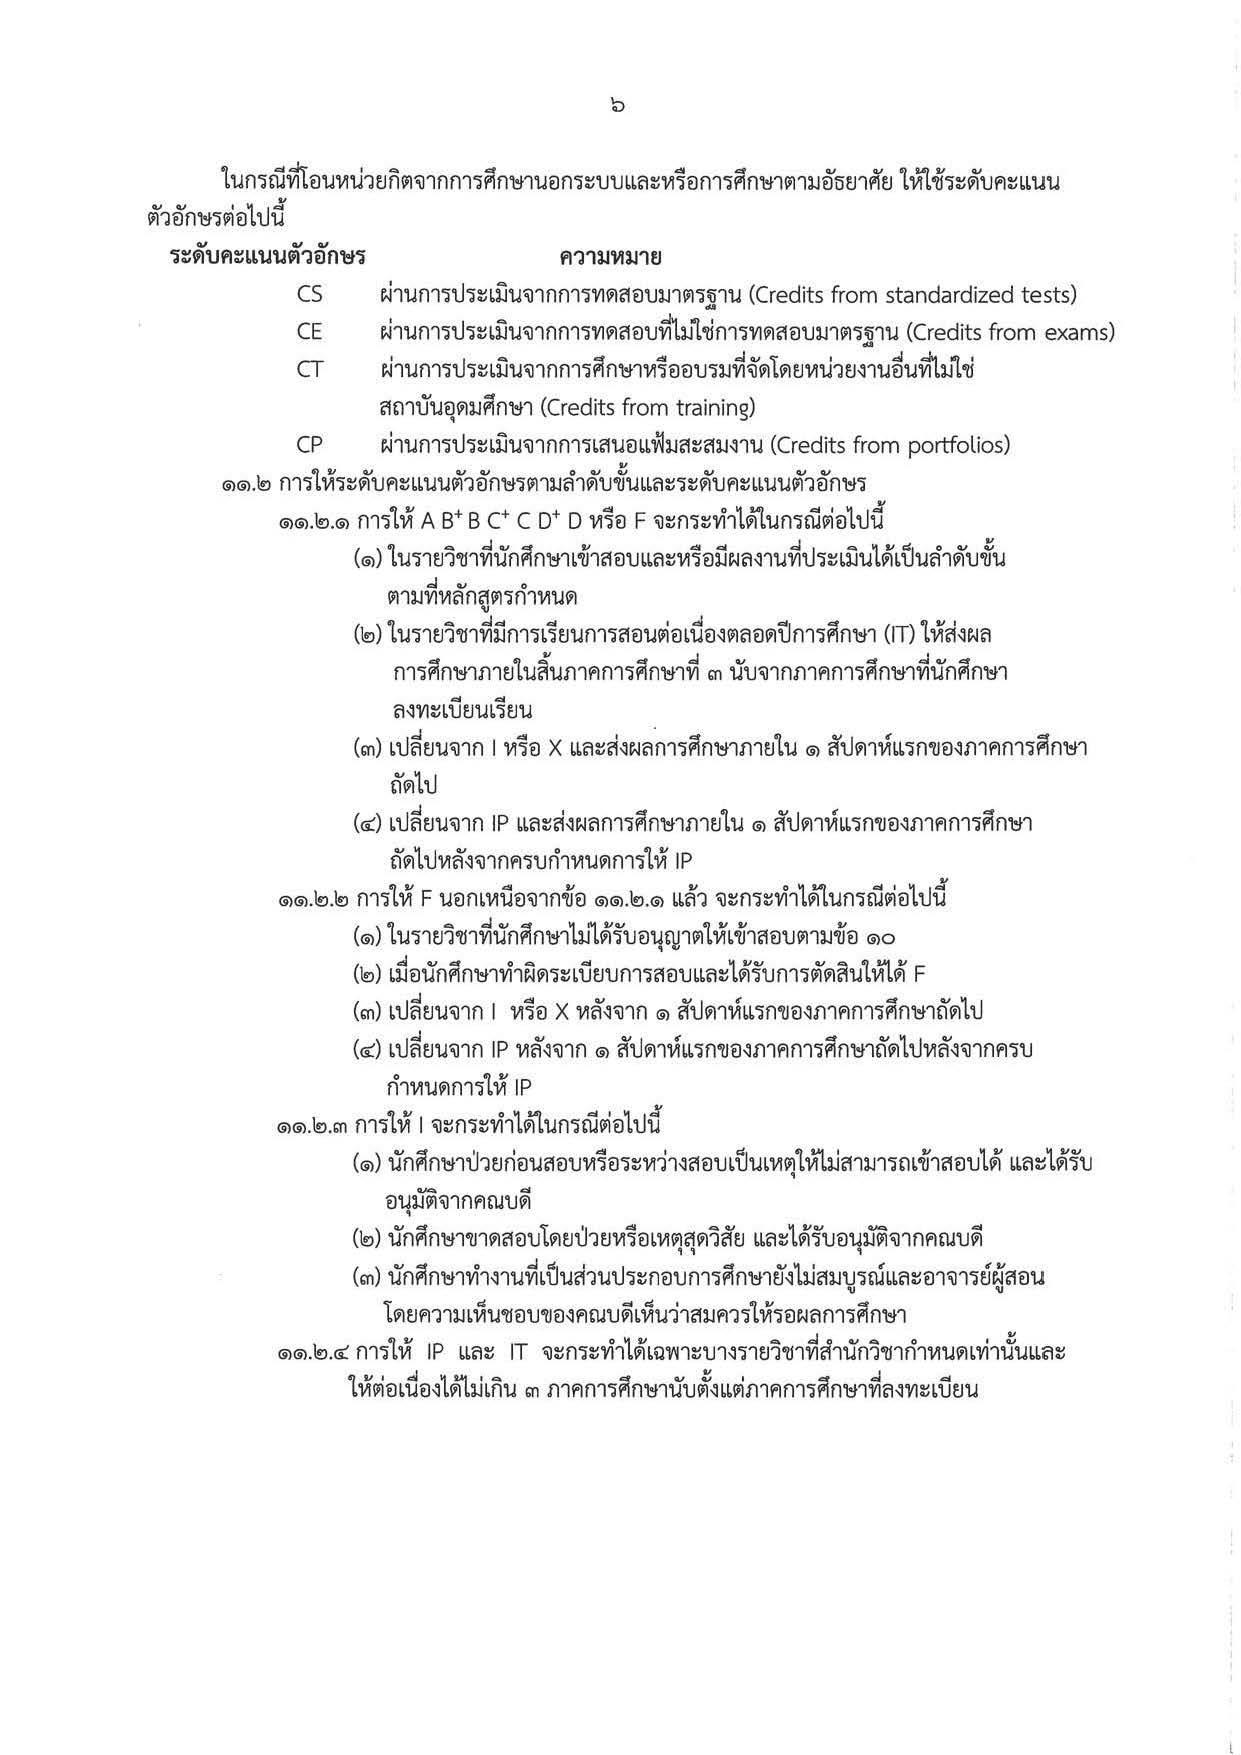 ๖
ในกรณีที่โอนหน่วยกิตจากการศึกษานอกระบบและหรือการศึกษาตามอัธยาศัย ให้ใช้ระดับคะแนน
ตัวอักษรต่อไปนี้
ระดับคะแนนตัวอักษร ความหมาย
CS ผ่านการประเมินจากการทดสอบมาตรฐาน (Credits from standardized tests)
CE ผ่านการประเมินจากการทดสอบที่ไม่ใช่การทดสอบมาตรฐาน (Credits from exams)
CT ผ่านการประเมินจากการศึกษาหรืออบรมที่จัดโดยหน่วยงานอื่นที่ไม่ใช่
สถาบันอุดมศึกษา (Credits from training)
CP ผ่านการประเมินจากการเสนอแฟ้มสะสมงาน (Credits from portfolios)
๑๑.๒ การให้ระดับคะแนนตัวอักษรตามลำดับขั้นและระดับคะแนนตัวอักษร
๑๑.๒.๑ การให้ A B⁺ B C⁺ C D⁺ D หรือ F จะกระทำได้ในกรณีต่อไปนี้
(๑) ในรายวิชาที่นักศึกษาเข้าสอบและหรือมีผลงานที่ประเมินได้เป็นลำดับขั้น
ตามที่หลักสูตรกำหนด
(๒) ในรายวิชาที่มีการเรียนการสอนต่อเนื่องตลอดปีการศึกษา (IT) ให้ส่งผล
การศึกษาภายในสิ้นภาคการศึกษาที่ ๓ นับจากภาคการศึกษาที่นักศึกษา
ลงทะเบียนเรียน
(๓) เปลี่ยนจาก I หรือ X และส่งผลการศึกษาภายใน ๑ สัปดาห์แรกของภาคการศึกษา
ถัดไป
(๔) เปลี่ยนจาก IP และส่งผลการศึกษาภายใน ๑ สัปดาห์แรกของภาคการศึกษา
ถัดไปหลังจากครบกำหนดการให้ IP
๑๑.๒.๒ การให้ F นอกเหนือจากข้อ ๑๑.๒.๑ แล้ว จะกระทำได้ในกรณีต่อไปนี้
(๑) ในรายวิชาที่นักศึกษาไม่ได้รับอนุญาตให้เข้าสอบตามข้อ ๑๐
(๒) เมื่อนักศึกษาทำผิดระเบียบการสอบและได้รับการตัดสินให้ได้ F
(๓) เปลี่ยนจาก I หรือ X หลังจาก ๑ สัปดาห์แรกของภาคการศึกษาถัดไป
(๔) เปลี่ยนจาก IP หลังจาก ๑ สัปดาห์แรกของภาคการศึกษาถัดไปหลังจากครบ
กำหนดการให้ IP
๑๑.๒.๓ การให้ I จะกระทำได้ในกรณีต่อไปนี้
(๑) นักศึกษาป่วยก่อนสอบหรือระหว่างสอบเป็นเหตุให้ไม่สามารถเข้าสอบได้ และได้รับ
อนุมัติจากคณบดี
(๒) นักศึกษาขาดสอบโดยป่วยหรือเหตุสุดวิสัย และได้รับอนุมัติจากคณบดี
(๓) นักศึกษาทำงานที่เป็นส่วนประกอบการศึกษายังไม่สมบูรณ์และอาจารย์ผู้สอน
โดยความเห็นชอบของคณบดีเห็นว่าสมควรให้รอผลการศึกษา
๑๑.๒.๔ การให้ IP และ IT จะกระทำได้เฉพาะบางรายวิชาที่สำนักวิชากำหนดเท่านั้นและ
ให้ต่อเนื่องได้ไม่เกิน ๓ ภาคการศึกษานับตั้งแต่ภาคการศึกษาที่ลงทะเบียน